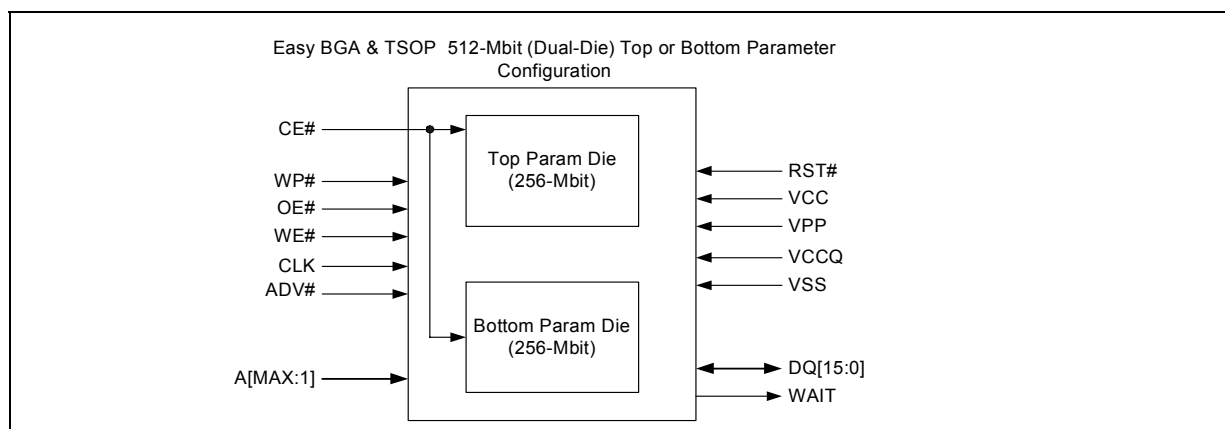 Easy BGA & TSOP 512-Mbit (Dual-Die) Top or Bottom Parameter
Configuration
CE#
WP#
OE#
WE#
CLK
ADV#
A[MAX:1]
Top Param Die
(256-Mbit)
Bottom Param Die
(256-Mbit)
RST#
VCC
VPP
VCCQ
VSS
DQ[15:0]
WAIT